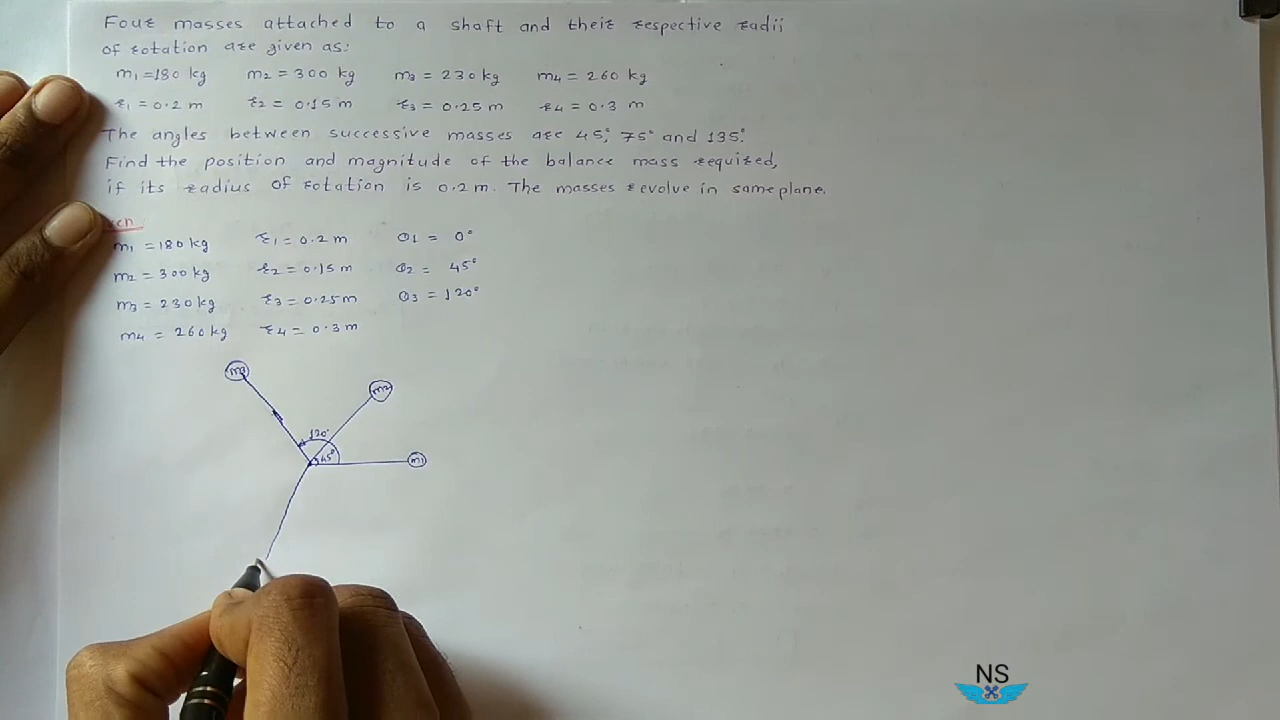 Four masses attached to a shaft and their respective radii
of rotation are given as:
m1 = 180 kg m2 = 300 kg m3 = 230 kg m4 = 260 kg
r1 = 0.2 m r2 = 0.15 m r3 = 0.25 m r4 = 0.3 m
The angles between successive masses are 45°, 75° and 135°.
Find the position and magnitude of the balance mass required,
if its radius of rotation is 0.2 m. The masses revolve in same plane.
m1 = 180 kg r1 = 0.2 m θ1 = 0°
m2 = 300 kg r2 = 0.15 m θ2 = 45°
m3 = 230 kg r3 = 0.25 m θ3 = 120°
m4 = 260 kg r4 = 0.3 m
m3
m2
120°
45°
m1
NS